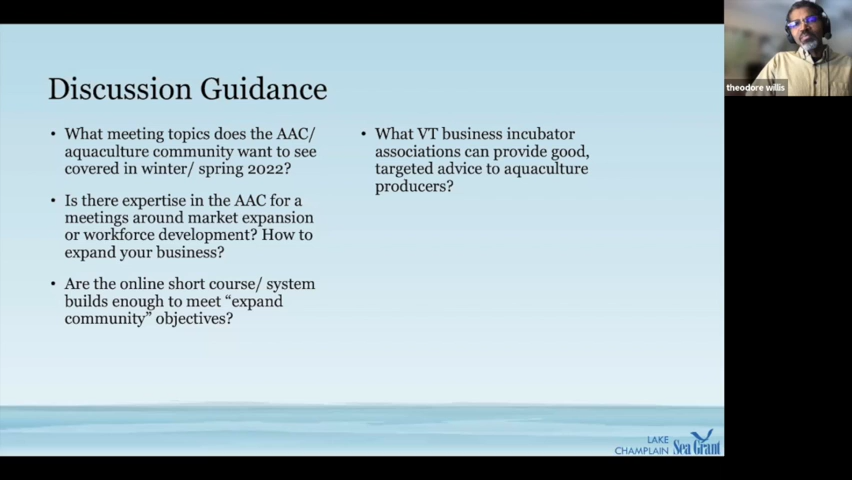 Discussion Guidance
• What meeting topics does the AAC/
aquaculture community want to see
covered in winter/ spring 2022?
• Is there expertise in the AAC for a
meetings around market expansion
or workforce development? How to
expand your business?
• Are the online short course/ system
builds enough to meet “expand
community” objectives?
• What VT business incubator
associations can provide good,
targeted advice to aquaculture
producers?
theodore willis
LAKE
CHAMPLAIN Sea Grant